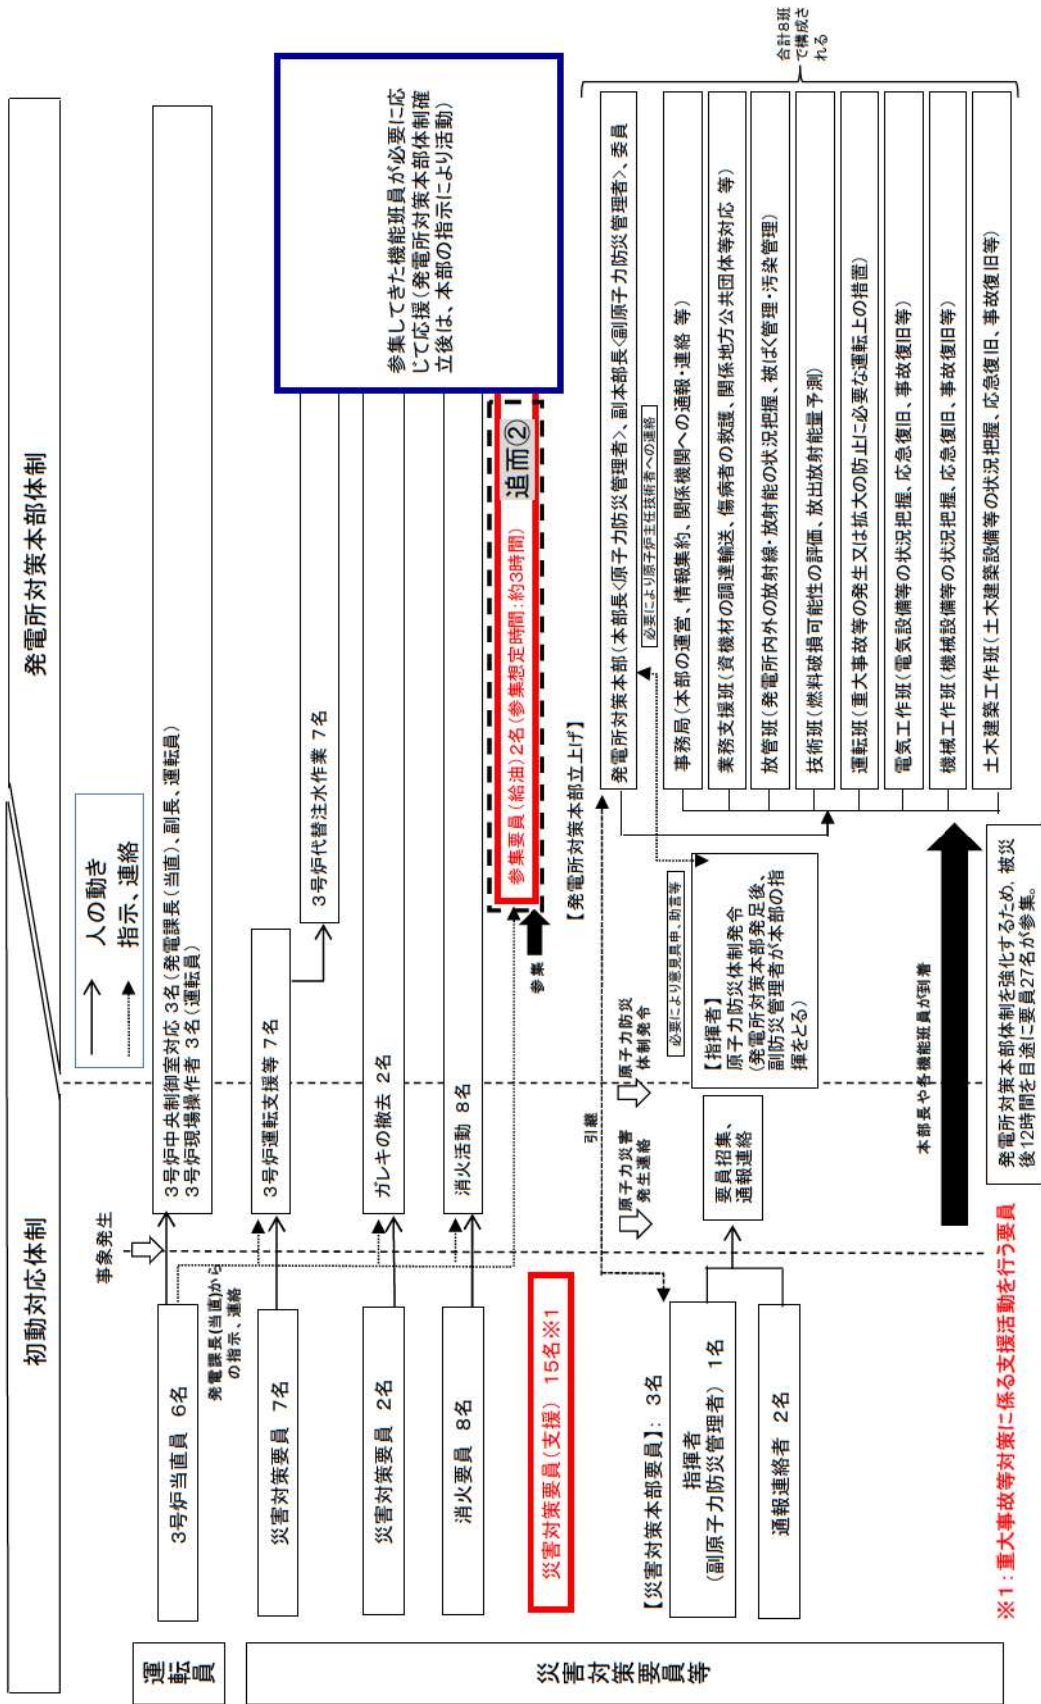 初動対応体制
発電所対策本部体制
人の動き
指示、連絡
事象発生
運転員
3号炉当直員 6名
3号炉中央制御室対応 3名(発電課長(当直)、副長、運転員)
3号炉現場操作者 3名(運転員)
発電課長(当直)から
の指示、連絡
災害対策要員等
災害対策要員 7名
3号炉運転支援等 7名
3号炉代替注水作業 7名
災害対策要員 2名
ガレキの撤去 2名
消火要員 8名
消火活動 8名
参集してきた機能班員が必要に応
じて応援(発電所対策本部体制確
立後は、本部の指示により活動)
災害対策要員(支援) 15名※1
参集
参集要員(給油)2名(参集想定時間:約3時間)
追而②
【発電所対策本部立上げ】
引継
【災害対策本部要員】: 3名
指揮者
(副原子力防災管理者) 1名
通報連絡者 2名
原子力災害
発生連絡
原子力防災
体制発令
要員招集、
通報連絡
必要により意見具申、助言等
【指揮者】
原子力防災体制発令
(発電所対策本部発足後、
副防災管理者が本部の指
揮をとる)
発電所対策本部(本部長<原子力防災管理者>、副本部長<副原子力防災管理者>、委員
必要により原子炉主任技術者への連絡
事務局(本部の運営、情報集約、関係機関への通報・連絡 等)
業務支援班(資機材の調達輸送、傷病者の救護、関係地方公共団体等対応 等)
放管班(発電所内外の放射線・放射能の状況把握、被ばく管理・汚染管理)
技術班(燃料破損可能性の評価、放出放射能量予測)
運転班(重大事故等の発生又は拡大の防止に必要な運転上の措置)
電気工作班(電気設備等の状況把握、応急復旧、事故復旧等)
機械工作班(機械設備等の状況把握、応急復旧、事故復旧等)
土木建築工作班(土木建築設備等の状況把握、応急復旧、事故復旧等)
合計8班
で構成さ
れる
本部長や各機能班員が到着
発電所対策本部体制を強化するため、被災
後12時間を目途に要員27名が参集。
※1:重大事故等対策に係る支援活動を行う要員